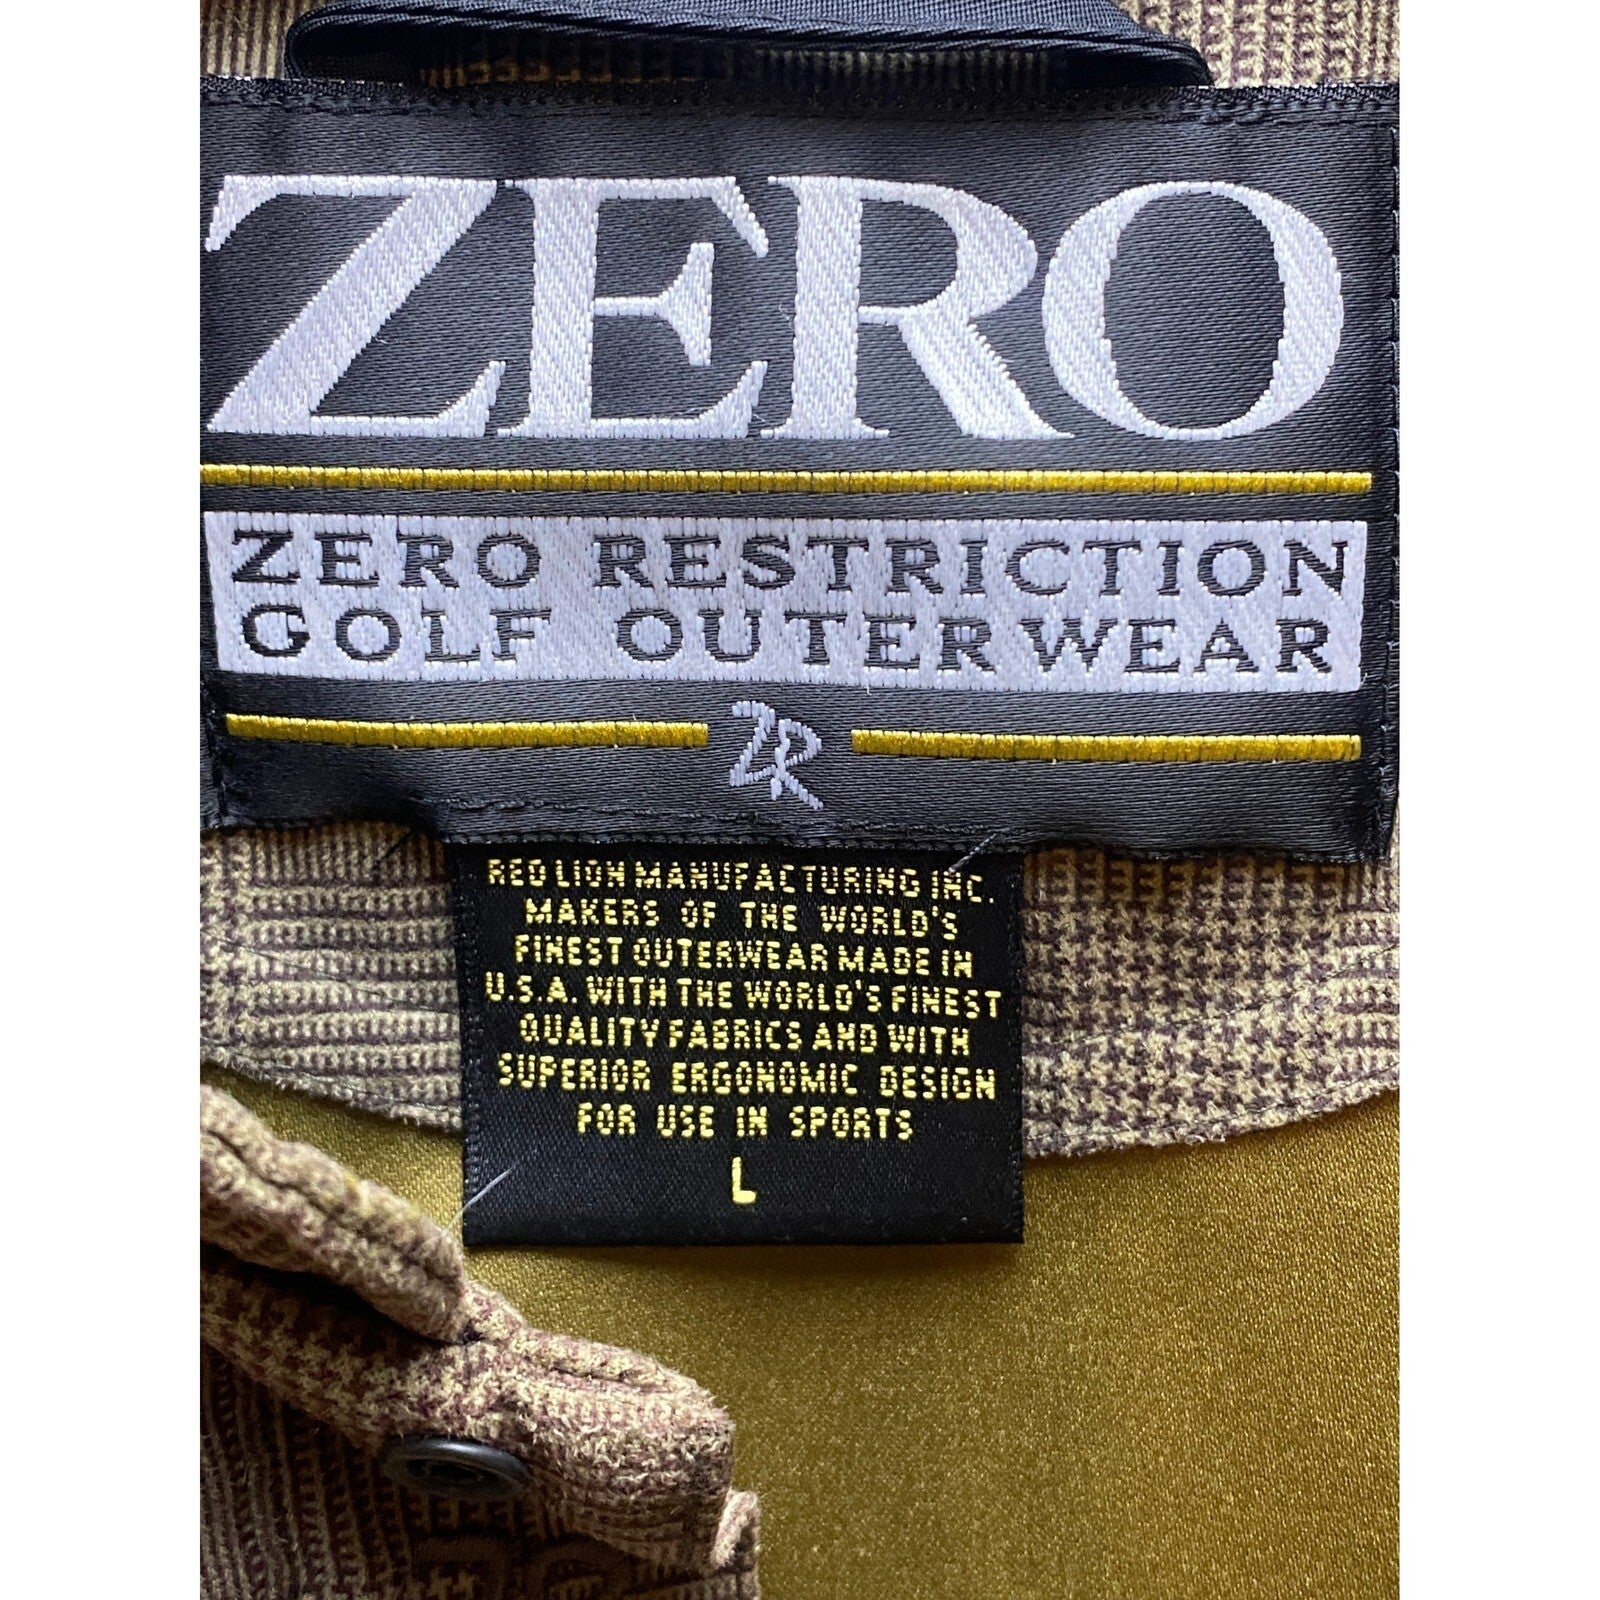 ZERO
ZERO RESTRICTION
GOLF OUTERWEAR
ZR
RED LION MANUFACTURING INC.
MAKERS OF THE WORLD'S
FINEST OUTERWEAR MADE IN
U.S.A. WITH THE WORLD'S FINEST
QUALITY FABRICS AND WITH
SUPERIOR ERGONOMIC DESIGN
FOR USE IN SPORTS
L